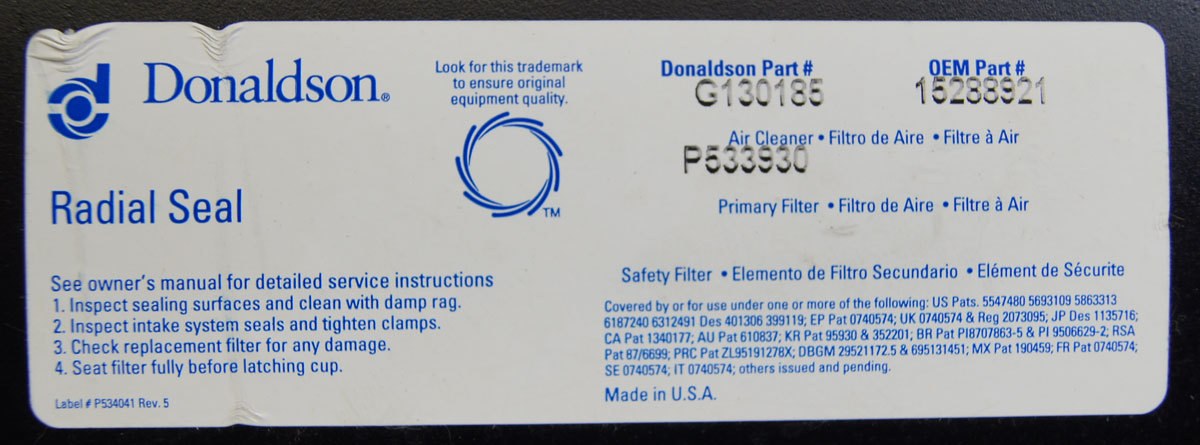 Donaldson®
Look for this trademark
to ensure original
equipment quality.
TM
Radial Seal
See owner's manual for detailed service instructions
1. Inspect sealing surfaces and clean with damp rag.
2. Inspect intake system seals and tighten clamps.
3. Check replacement filter for any damage.
4. Seat filter fully before latching cup.
Label # P534041 Rev. 5
Donaldson Part # OEM Part #
G130185 15288921
Air Cleaner • Filtro de Aire • Filtre à Air
P533930
Primary Filter • Filtro de Aire • Filtre à Air
Safety Filter • Elemento de Filtro Secundario • Elément de Sécurite
Covered by or for use under one or more of the following: US Pats. 5547480 5693109 5863313
6187240 6312491 Des 401306 399119; EP Pat 0740574; UK 0740574 & Reg 2073095; JP Des 1135716;
CA Pat 1340177; AU Pat 610837; KR Pat 95930 & 352201; BR Pat PI8707863-5 & PI 9506629-2; RSA
Pat 87/6699; PRC Pat ZL95191278X; DBGM 29521172.5 & 695131451; MX Pat 190459; FR Pat 0740574;
SE 0740574; IT 0740574; others issued and pending.
Made in U.S.A.